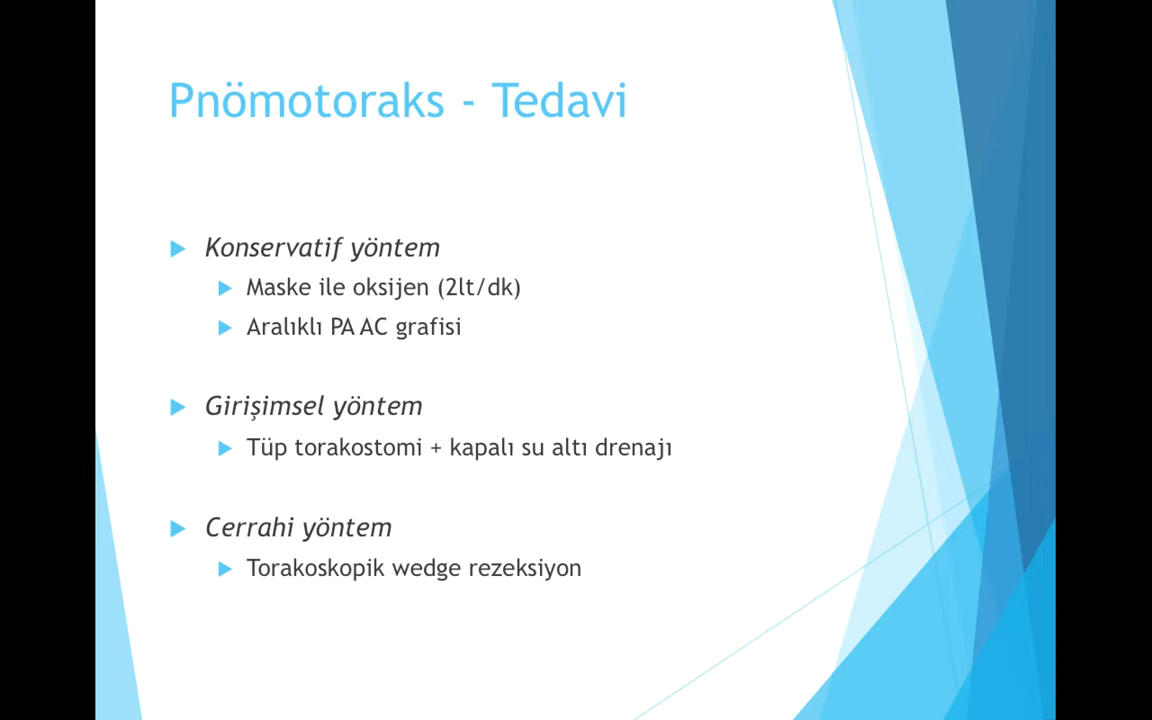 Pnömotoraks - Tedavi
Konservatif yöntem
Maske ile oksijen (2lt/dk)
Aralıklı PA AC grafisi
Girişimsel yöntem
Tüp torakostomi + kapalı su altı drenajı
Cerrahi yöntem
Torakoskopik wedge rezeksiyon